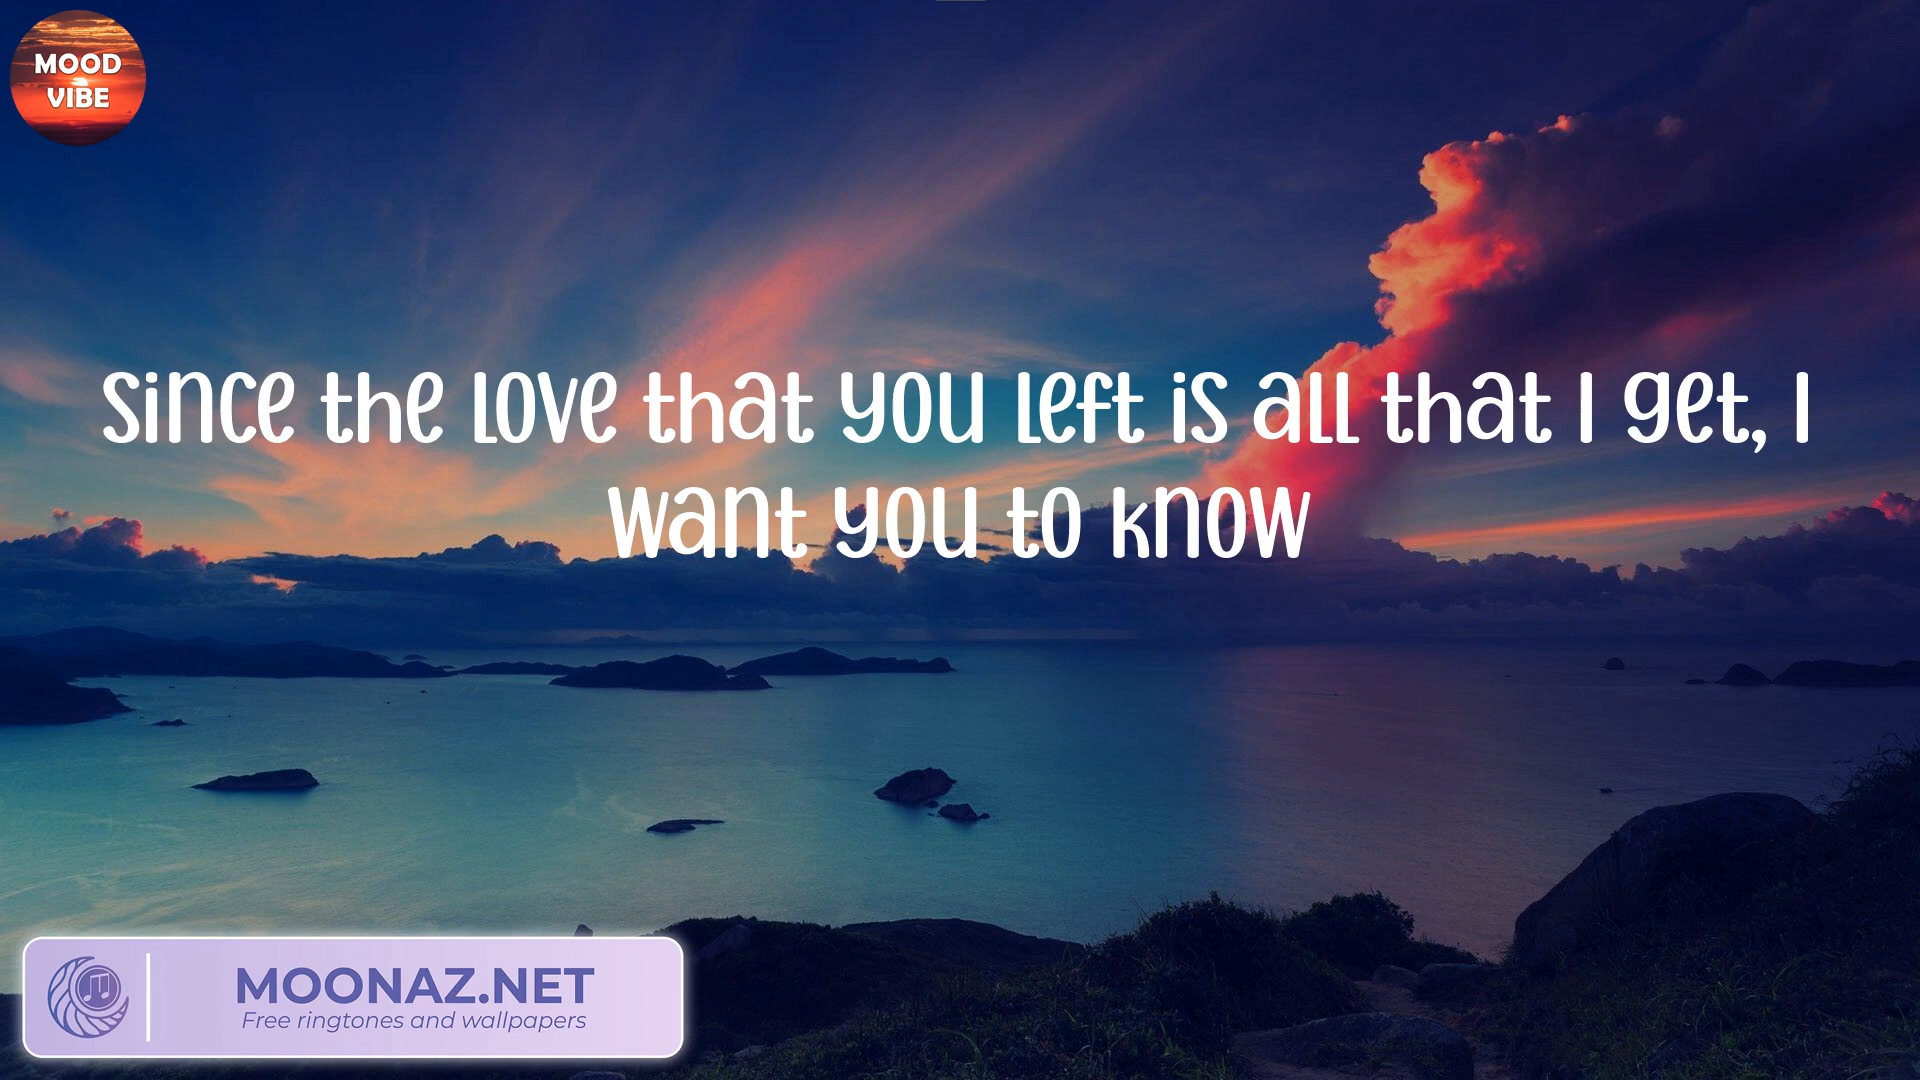 MOOD
VIBE
Since the love that you left is all that I get, I
want you to know
MOONAZ.NET
Free ringtones and wallpapers